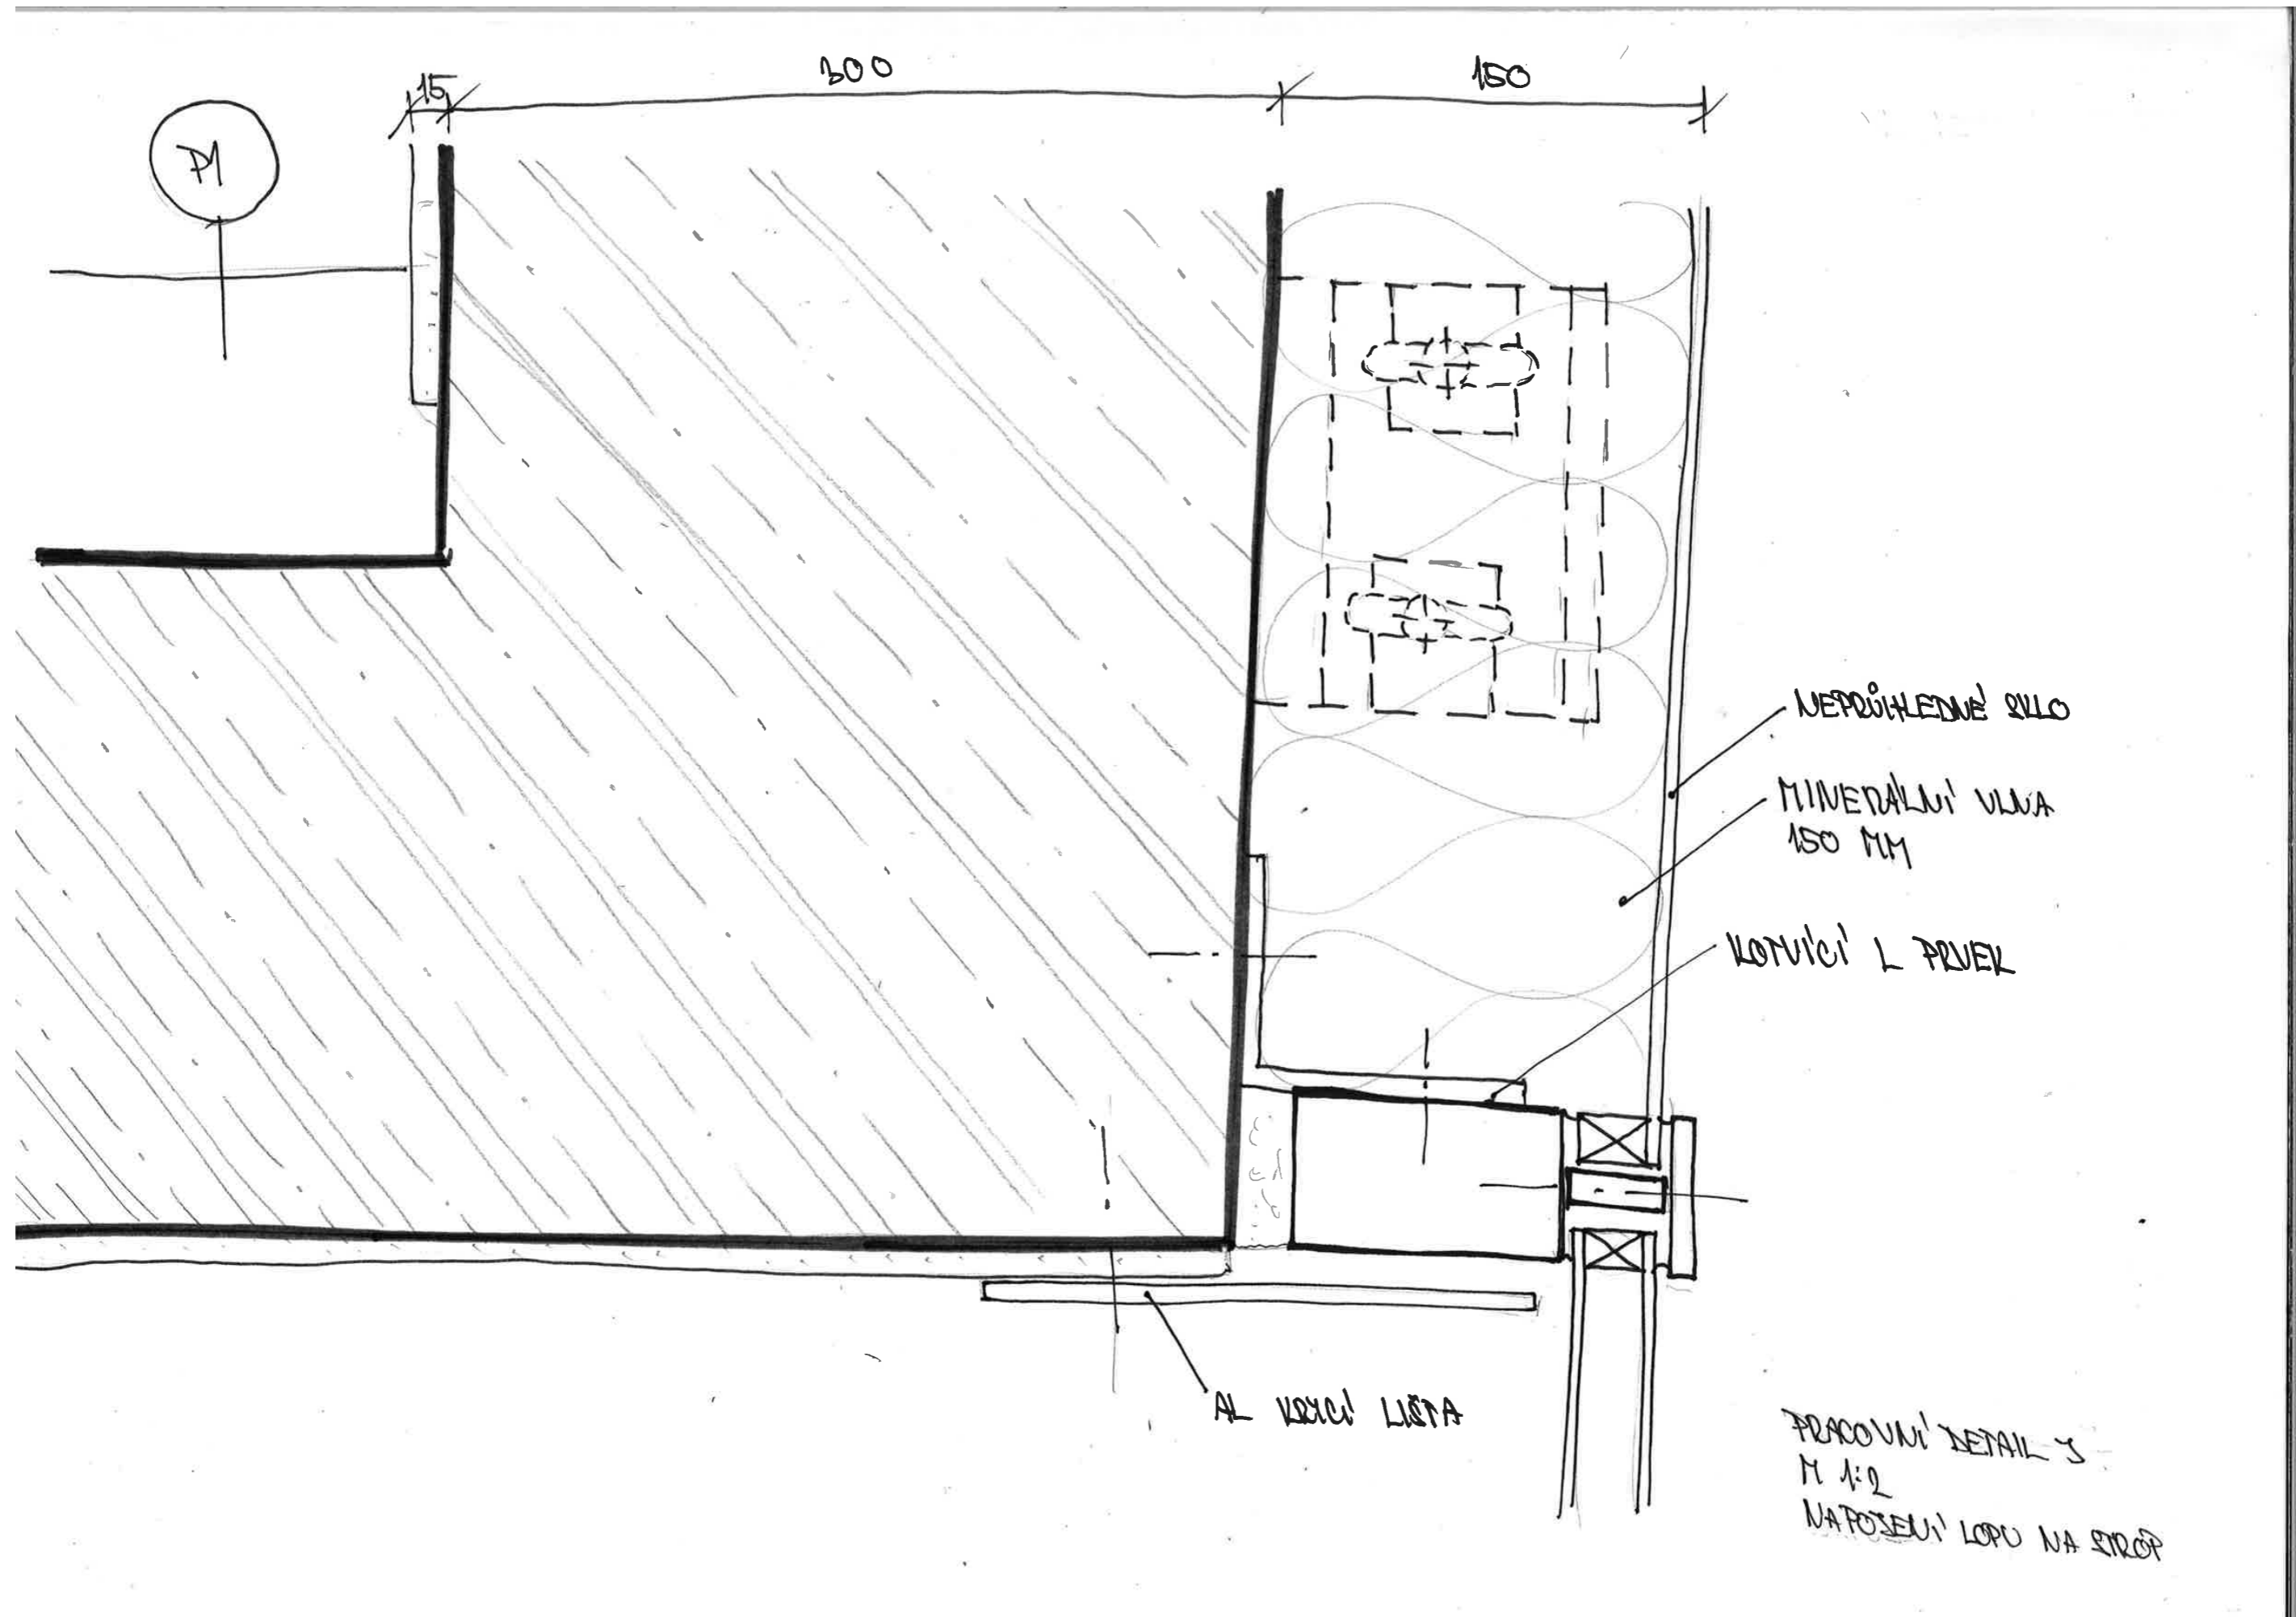 15
300
150
P1
NEPRŮHLEDNÉ SKLO
MINERÁLNÍ VLNA
150 MM
KOTVÍCÍ L PRVEK
AL KRYCÍ LIŠTA
PRACOVNÍ DETAIL J
M 1:2
NAPOJENÍ LOPU NA STROP